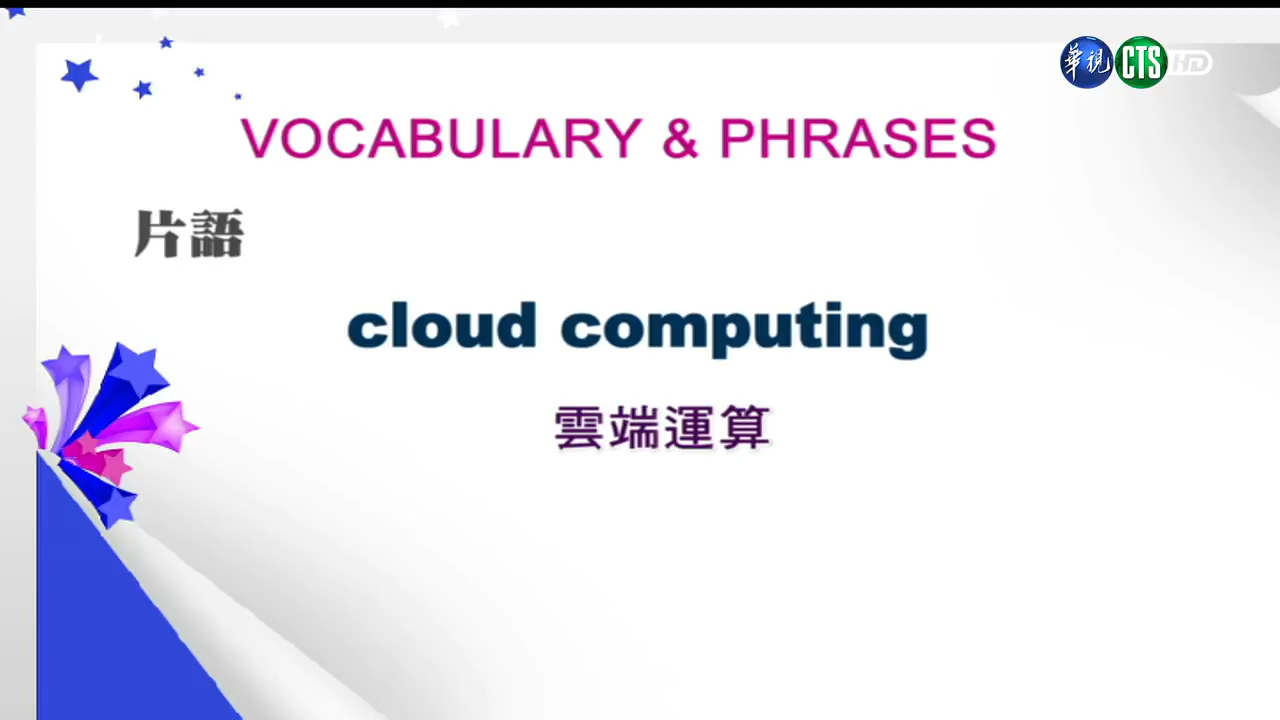 華視 CTS HD
VOCABULARY & PHRASES
片語
cloud computing
雲端運算